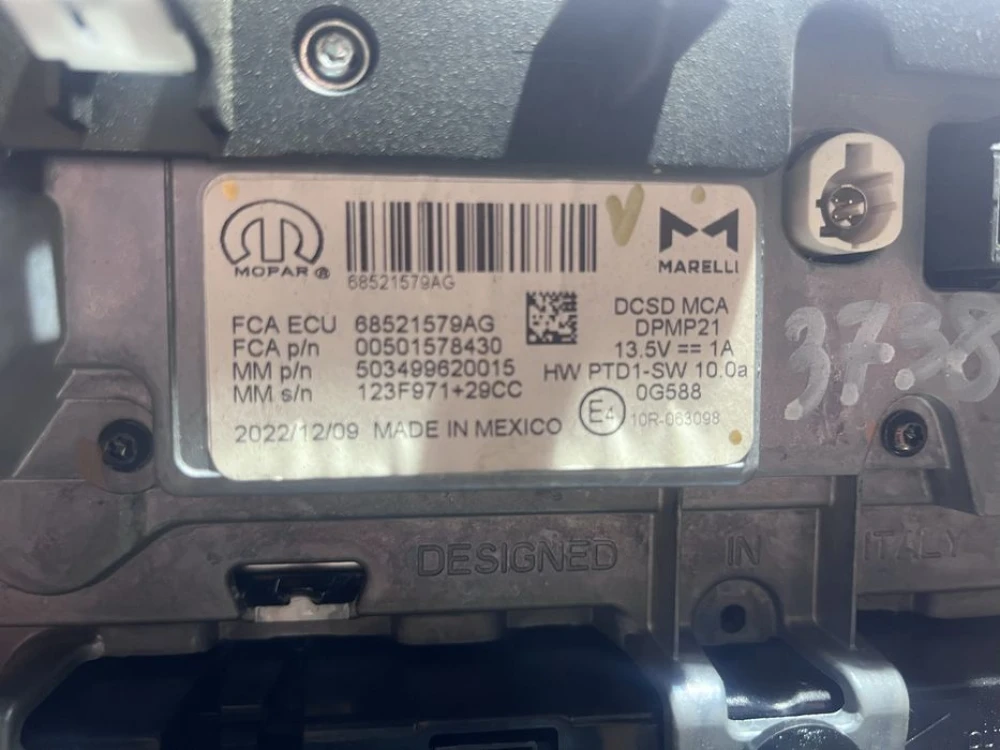 MOPAR ®
68521579AG
MARELLI
FCA ECU 68521579AG
FCA p/n 00501578430
MM p/n 503499620015
MM s/n 123F971+29CC
DCSD MCA
DPMP21
13.5V == 1A
HW PTD1-SW 10.0a
0G588
E4 10R-063098
2022/12/09 MADE IN MEXICO
3738
DESIGNED IN ITALY